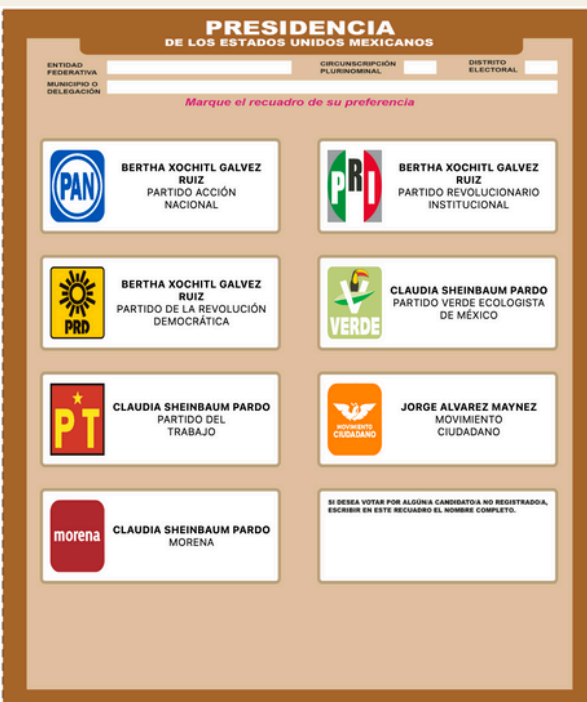 PRESIDENCIA
DE LOS ESTADOS UNIDOS MEXICANOS
ENTIDAD
FEDERATIVA
CIRCUNSCRIPCIÓN
PLURINOMINAL
DISTRITO
ELECTORAL
MUNICIPIO O
DELEGACIÓN
Marque el recuadro de su preferencia
PAN
BERTHA XOCHITL GALVEZ
RUIZ
PARTIDO ACCIÓN
NACIONAL
PRI
BERTHA XOCHITL GALVEZ
RUIZ
PARTIDO REVOLUCIONARIO
INSTITUCIONAL
PRD
BERTHA XOCHITL GALVEZ
RUIZ
PARTIDO DE LA REVOLUCIÓN
DEMOCRÁTICA
VERDE
CLAUDIA SHEINBAUM PARDO
PARTIDO VERDE ECOLOGISTA
DE MÉXICO
PT
CLAUDIA SHEINBAUM PARDO
PARTIDO DEL
TRABAJO
MOVIMIENTO
CIUDADANO
JORGE ALVAREZ MAYNEZ
MOVIMIENTO
CIUDADANO
morena
CLAUDIA SHEINBAUM PARDO
MORENA
SI DESEA VOTAR POR ALGÚN/A CANDIDATO/A NO REGISTRADO/A,
ESCRIBIR EN ESTE RECUADRO EL NOMBRE COMPLETO.